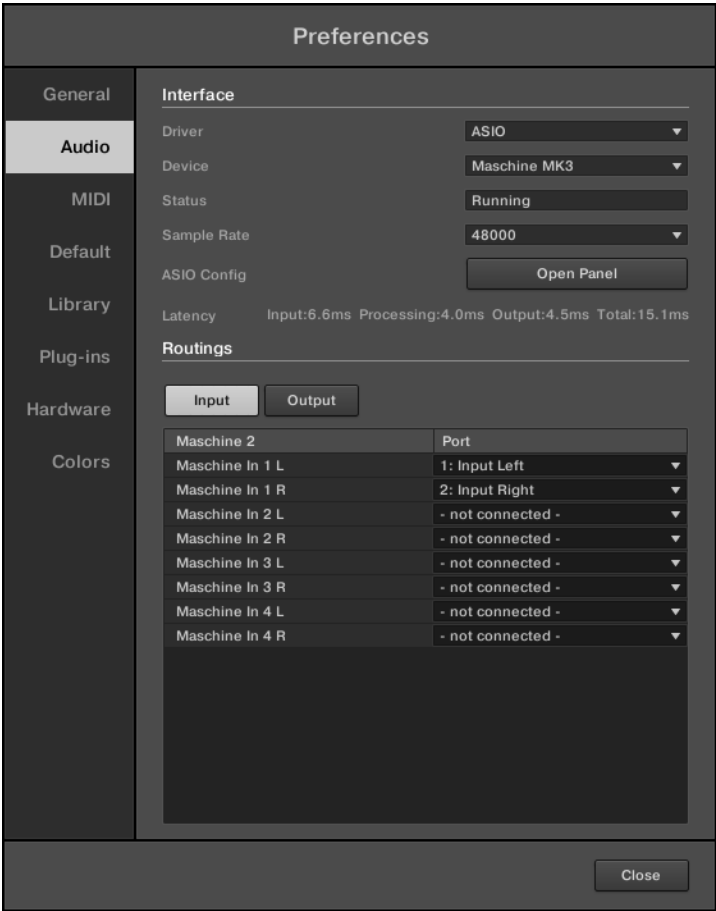 Preferences
General
Audio
MIDI
Default
Library
Plug-ins
Hardware
Colors
Interface
Driver ASIO
Device Maschine MK3
Status Running
Sample Rate 48000
ASIO Config Open Panel
Latency Input:6.6ms Processing:4.0ms Output:4.5ms Total:15.1ms
Routings
Input Output
Maschine 2 Port
Maschine In 1 L 1: Input Left
Maschine In 1 R 2: Input Right
Maschine In 2 L - not connected -
Maschine In 2 R - not connected -
Maschine In 3 L - not connected -
Maschine In 3 R - not connected -
Maschine In 4 L - not connected -
Maschine In 4 R - not connected -
Close